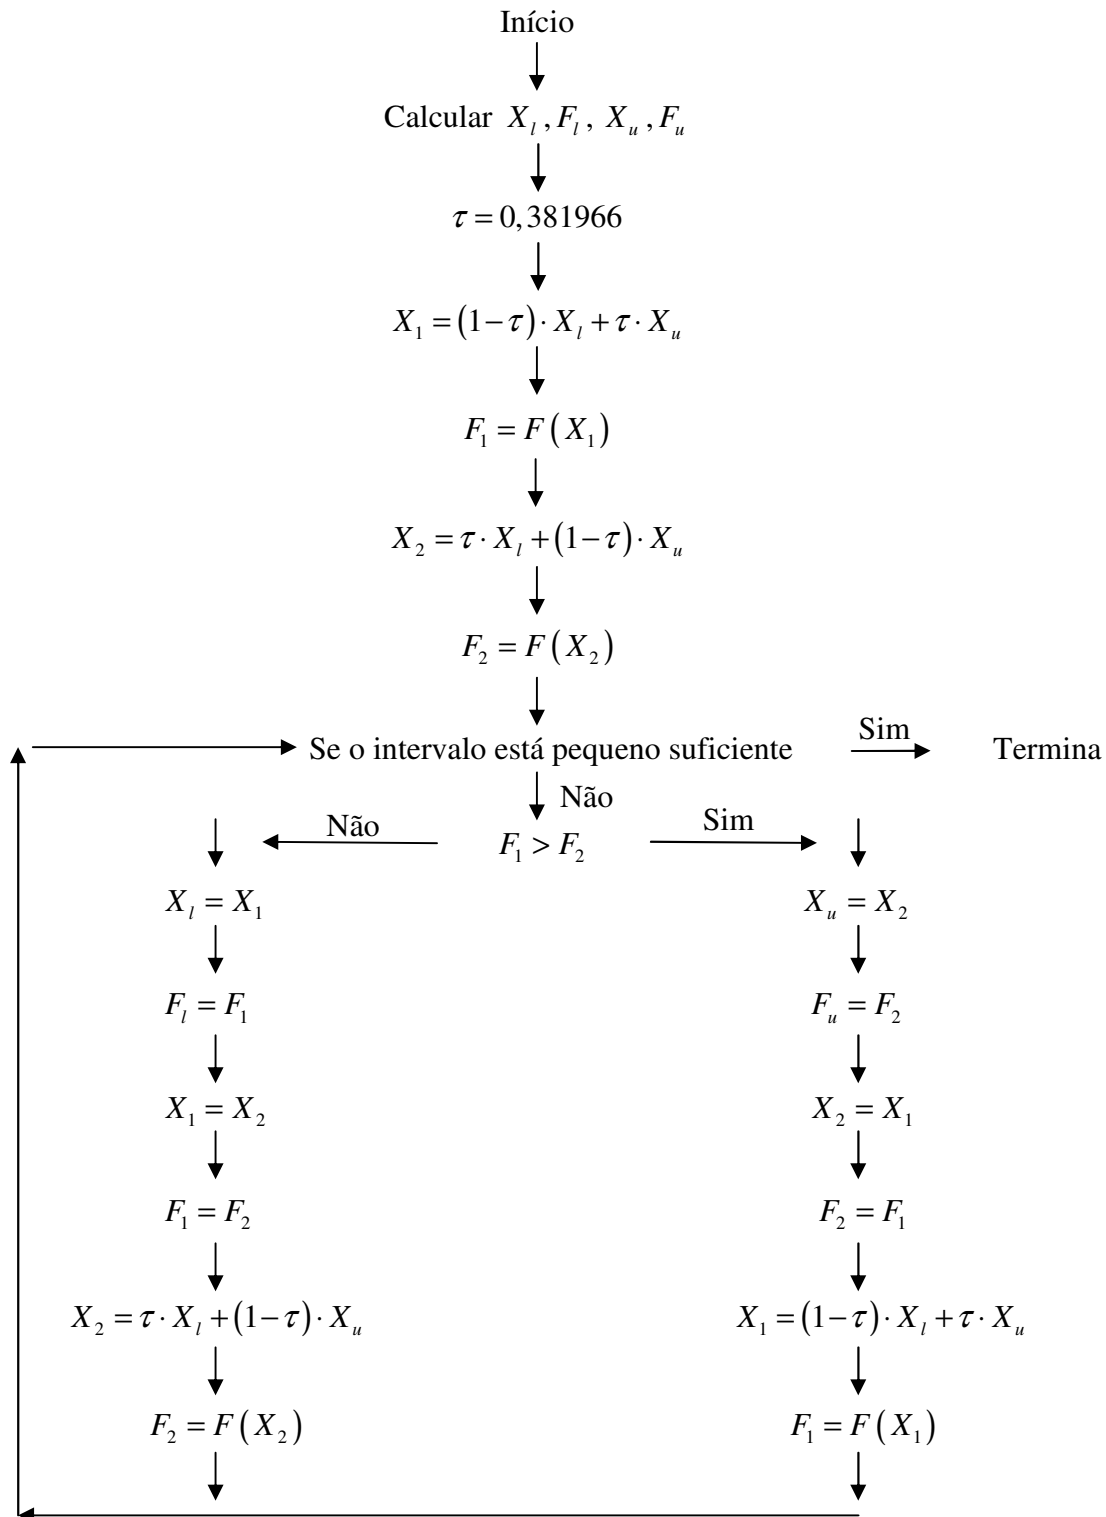 Início
Calcular X_l, F_l, X_u, F_u
τ = 0,381966
X_1 = (1−τ)·X_l + τ·X_u
F_1 = F(X_1)
X_2 = τ·X_l + (1−τ)·X_u
F_2 = F(X_2)
Se o intervalo está pequeno suficiente
Sim
Termina
Não
F_1 > F_2
Não
Sim
X_l = X_1
F_l = F_1
X_1 = X_2
F_1 = F_2
X_2 = τ·X_l + (1−τ)·X_u
F_2 = F(X_2)
X_u = X_2
F_u = F_2
X_2 = X_1
F_2 = F_1
X_1 = (1−τ)·X_l + τ·X_u
F_1 = F(X_1)